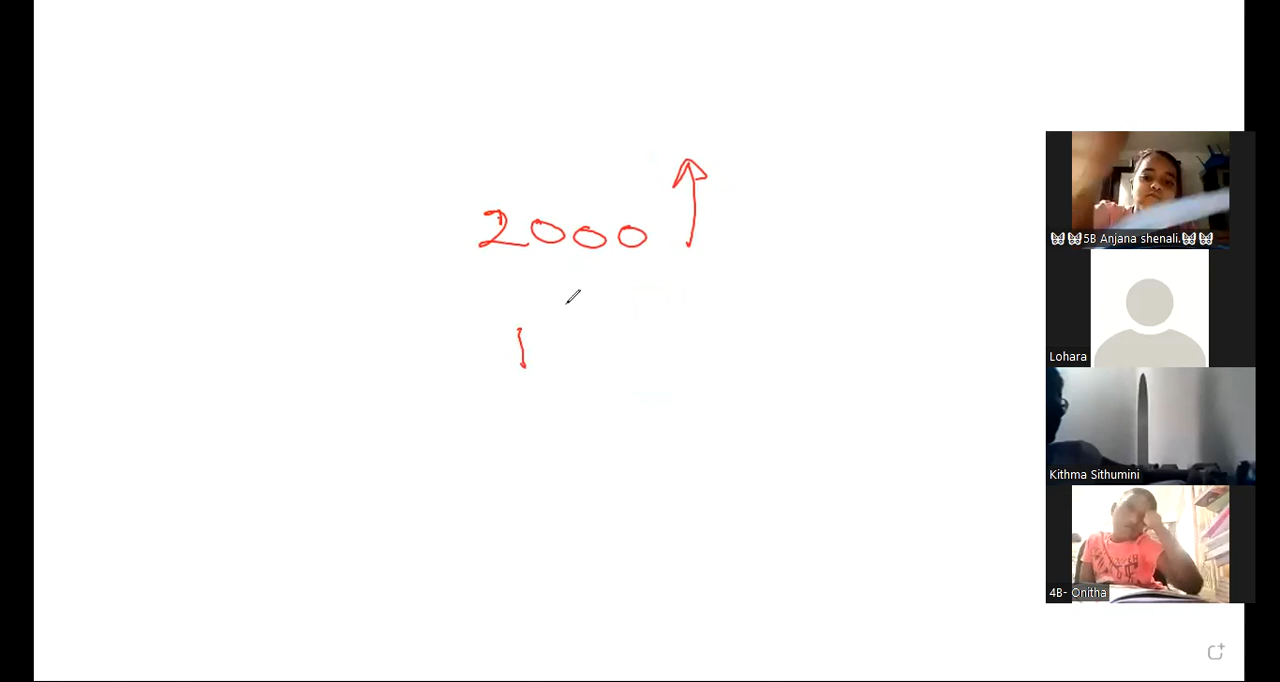 2000 ↑
1
🦋🦋5B Anjana shenali.🦋🦋
Lohara
Kithma Sithumini
4B- Onitha